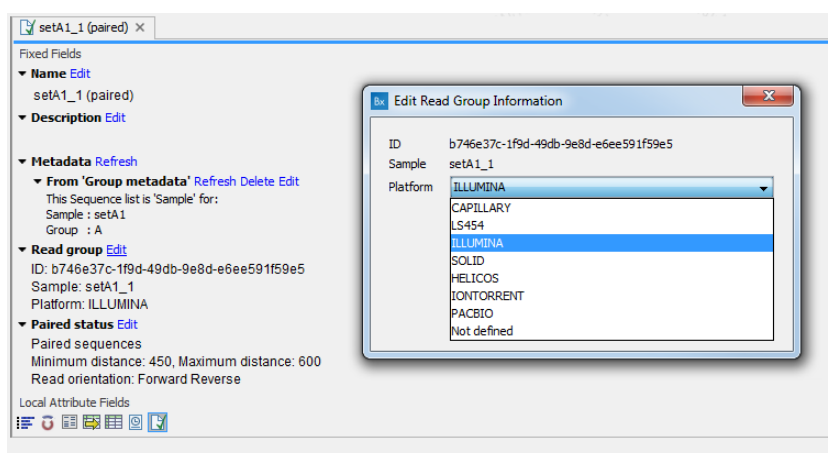 setA1_1 (paired)
Fixed Fields
Name Edit
setA1_1 (paired)
Description Edit
Metadata Refresh
From 'Group metadata' Refresh Delete Edit
This Sequence list is 'Sample' for:
Sample : setA1
Group : A
Read group Edit
ID: b746e37c-1f9d-49db-9e8d-e6ee591f59e5
Sample: setA1_1
Platform: ILLUMINA
Paired status Edit
Paired sequences
Minimum distance: 450, Maximum distance: 600
Read orientation: Forward Reverse
Local Attribute Fields
Bx Edit Read Group Information
ID b746e37c-1f9d-49db-9e8d-e6ee591f59e5
Sample setA1_1
Platform ILLUMINA
CAPILLARY
LS454
ILLUMINA
SOLID
HELICOS
IONTORRENT
PACBIO
Not defined